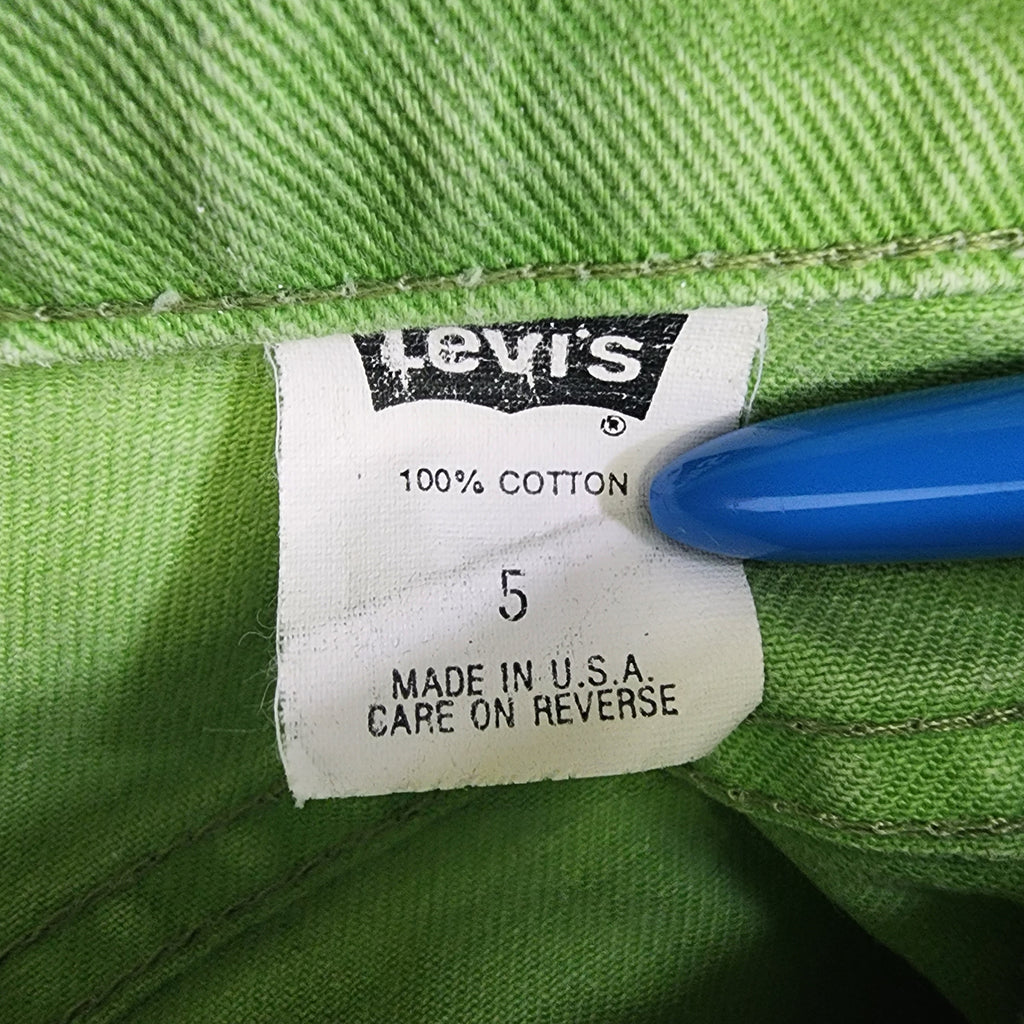 Levi's
®
100% COTTON
5
MADE IN U.S.A.
CARE ON REVERSE